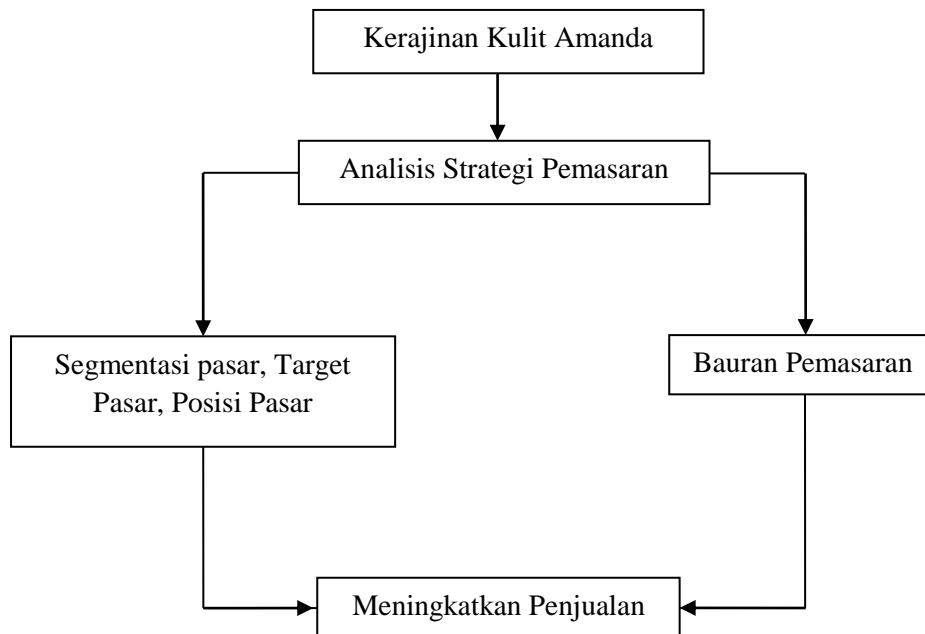 Kerajinan Kulit Amanda
Analisis Strategi Pemasaran
Segmentasi pasar, Target
Pasar, Posisi Pasar
Bauran Pemasaran
Meningkatkan Penjualan